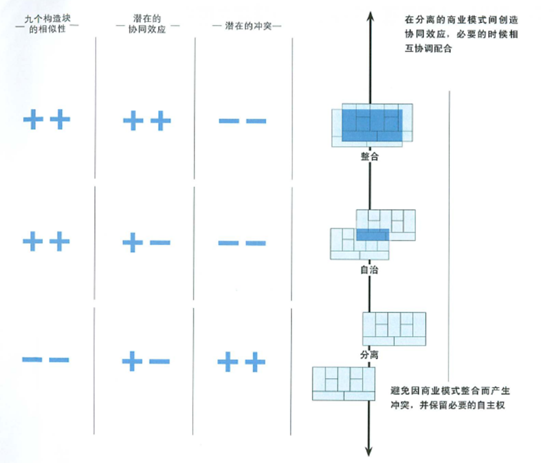 九个构造块
的相似性
潜在的
协同效应
潜在的冲突
在分离的商业模式间创造
协同效应，必要的时候相
互协调配合
++
++
−−
整合
++
+−
−−
自治
−−
+−
++
分离
避免因商业模式整合而产生
冲突，并保留必要的自主权